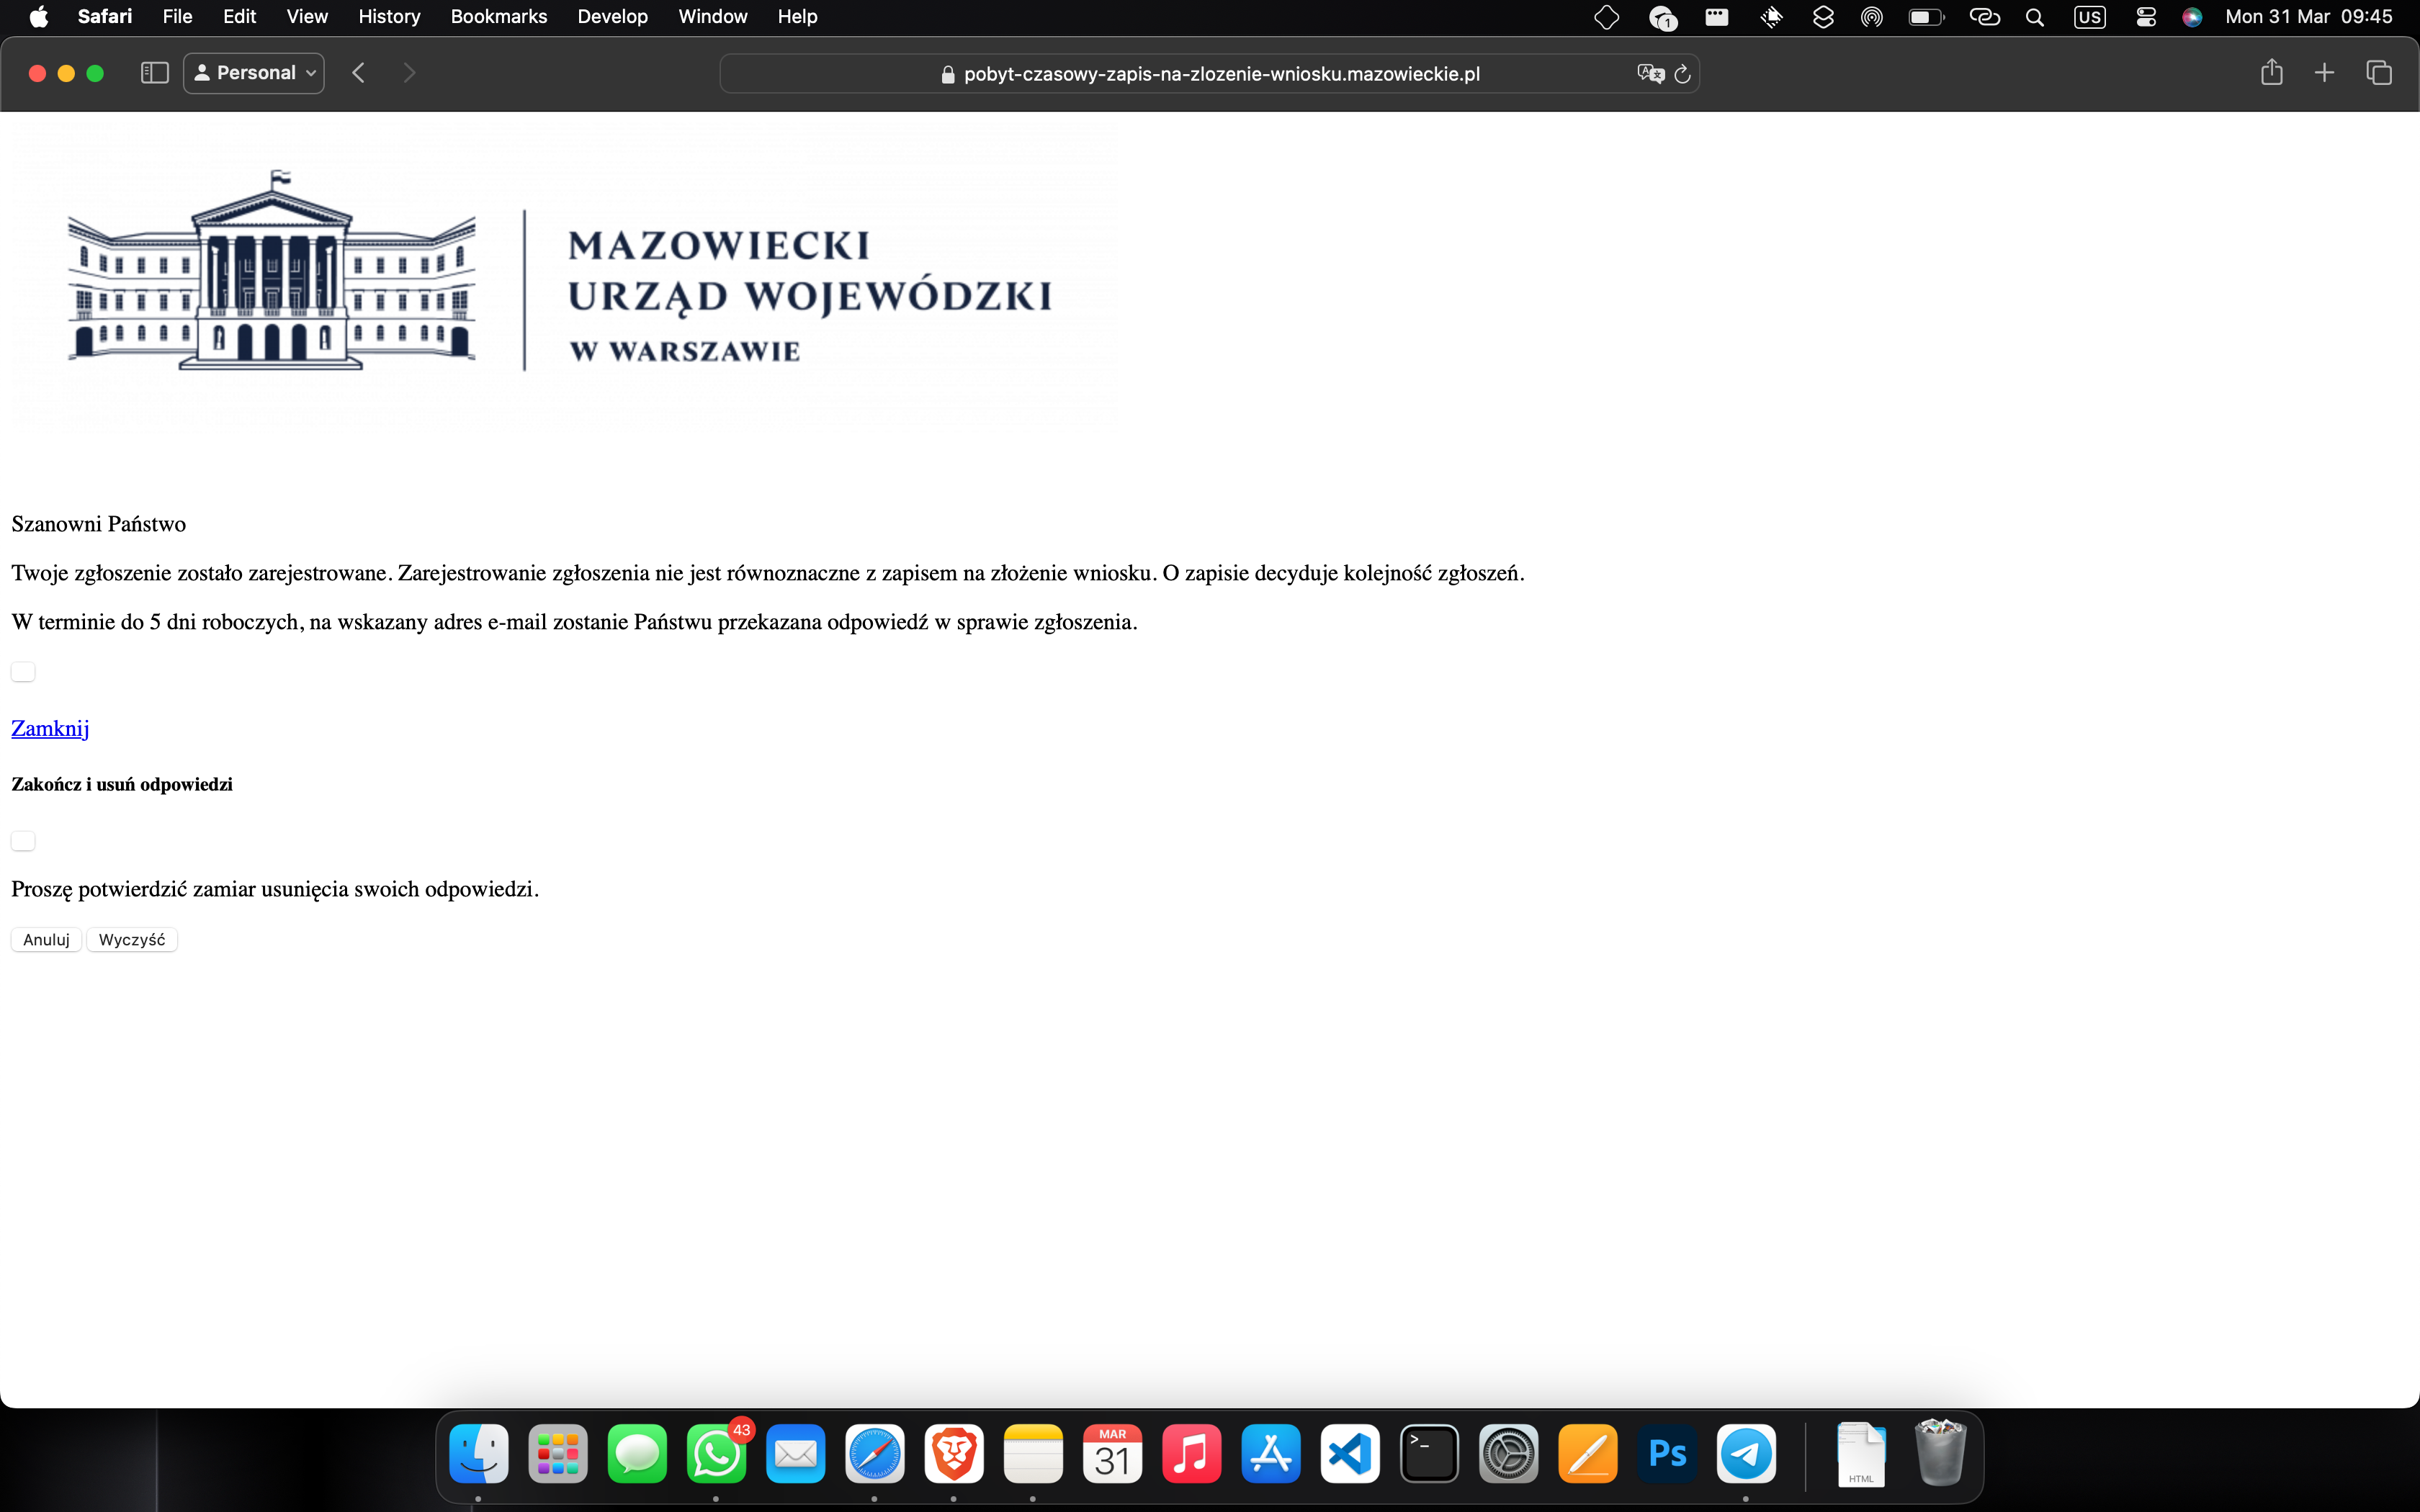 Safari File Edit View History Bookmarks Develop Window Help 1 US Mon 31 Mar 09:45
Personal pobyt-czasowy-zapis-na-zlozenie-wniosku.mazowieckie.pl
MAZOWIECKI
URZĄD WOJEWÓDZKI
W WARSZAWIE
Szanowni Państwo
Twoje zgłoszenie zostało zarejestrowane. Zarejestrowanie zgłoszenia nie jest równoznaczne z zapisem na złożenie wniosku. O zapisie decyduje kolejność zgłoszeń.
W terminie do 5 dni roboczych, na wskazany adres e-mail zostanie Państwu przekazana odpowiedź w sprawie zgłoszenia.
Zamknij
Zakończ i usuń odpowiedzi
Proszę potwierdzić zamiar usunięcia swoich odpowiedzi.
Anuluj Wyczyść
43
MAR
31
>_
Ps
HTML